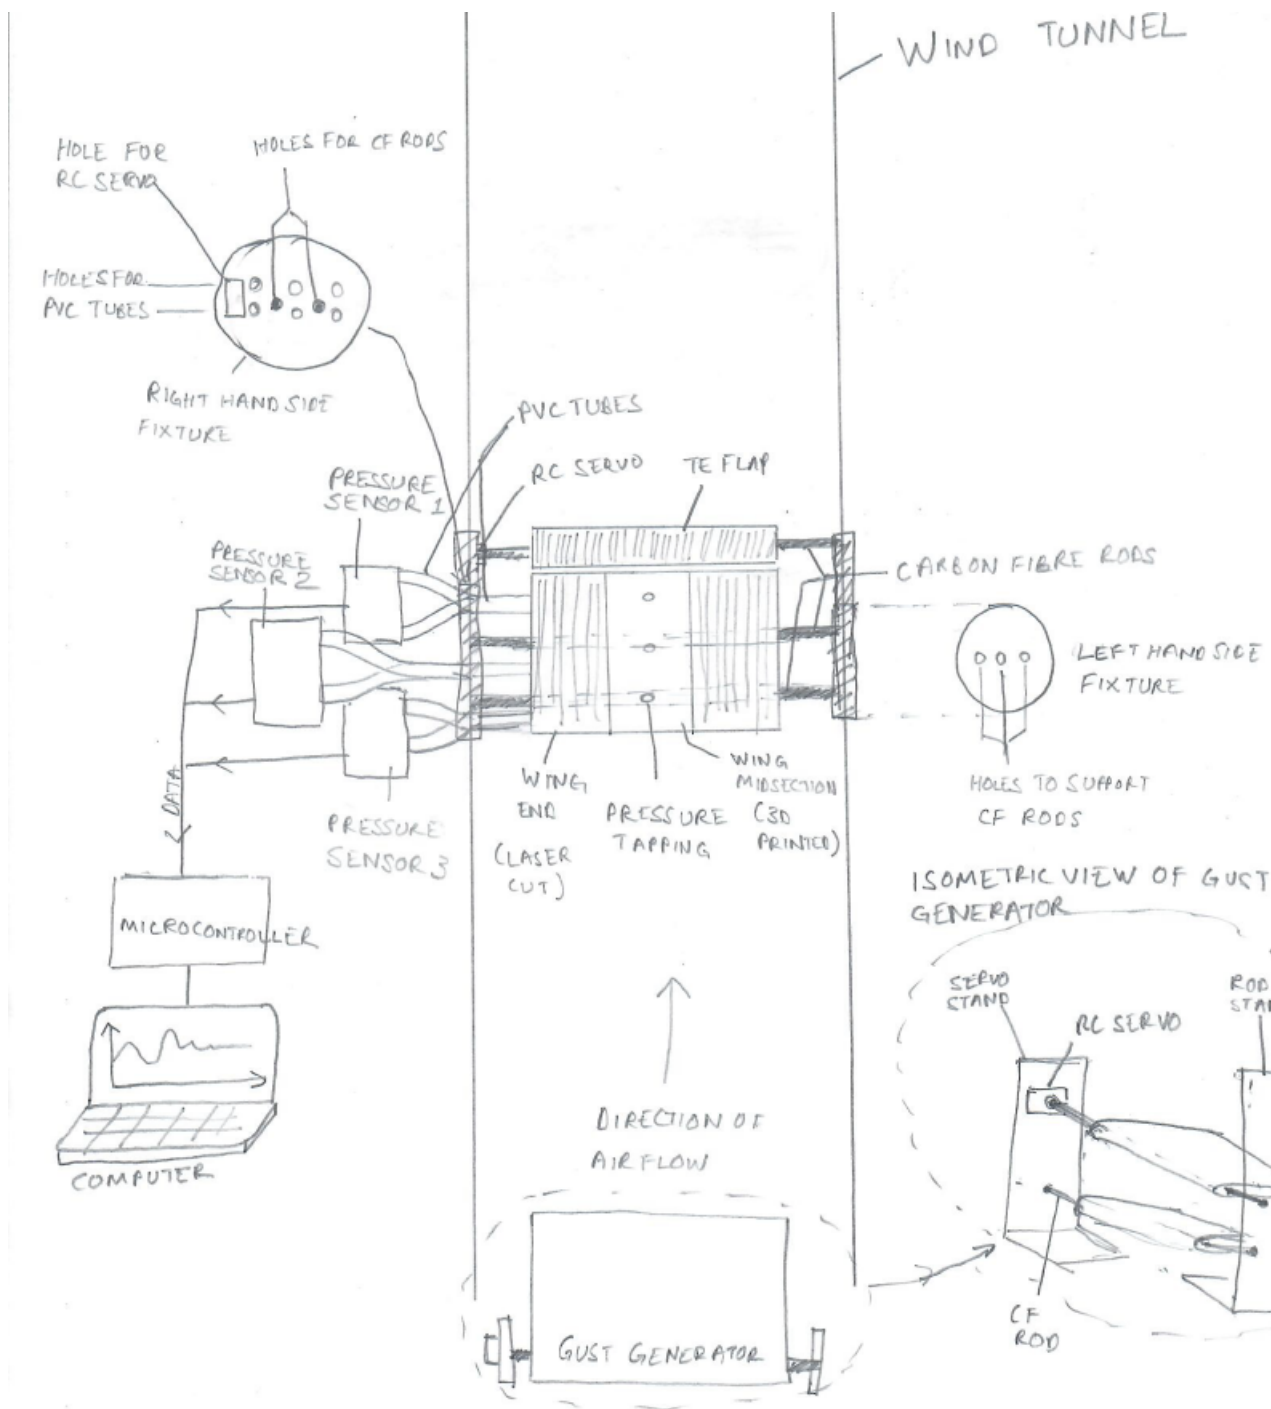 WIND TUNNEL
HOLE FOR
RC SERVO
HOLES FOR CF RODS
HOLES FOR
PVC TUBES
RIGHT HAND SIDE
FIXTURE
PVC TUBES
RC SERVO
TE FLAP
PRESSURE
SENSOR 1
PRESSURE
SENSOR 2
CARBON FIBRE RODS
LEFT HAND SIDE
FIXTURE
HOLES TO SUPPORT
CF RODS
WING
END
(LASER
CUT)
PRESSURE
TAPPING
WING
MIDSECTION
(3D
PRINTED)
PRESSURE
SENSOR 3
DATA
MICROCONTROLLER
COMPUTER
DIRECTION OF
AIRFLOW
GUST GENERATOR
ISOMETRIC VIEW OF GUST
GENERATOR
SERVO
STAND
RC SERVO
ROD
STA
CF
ROD